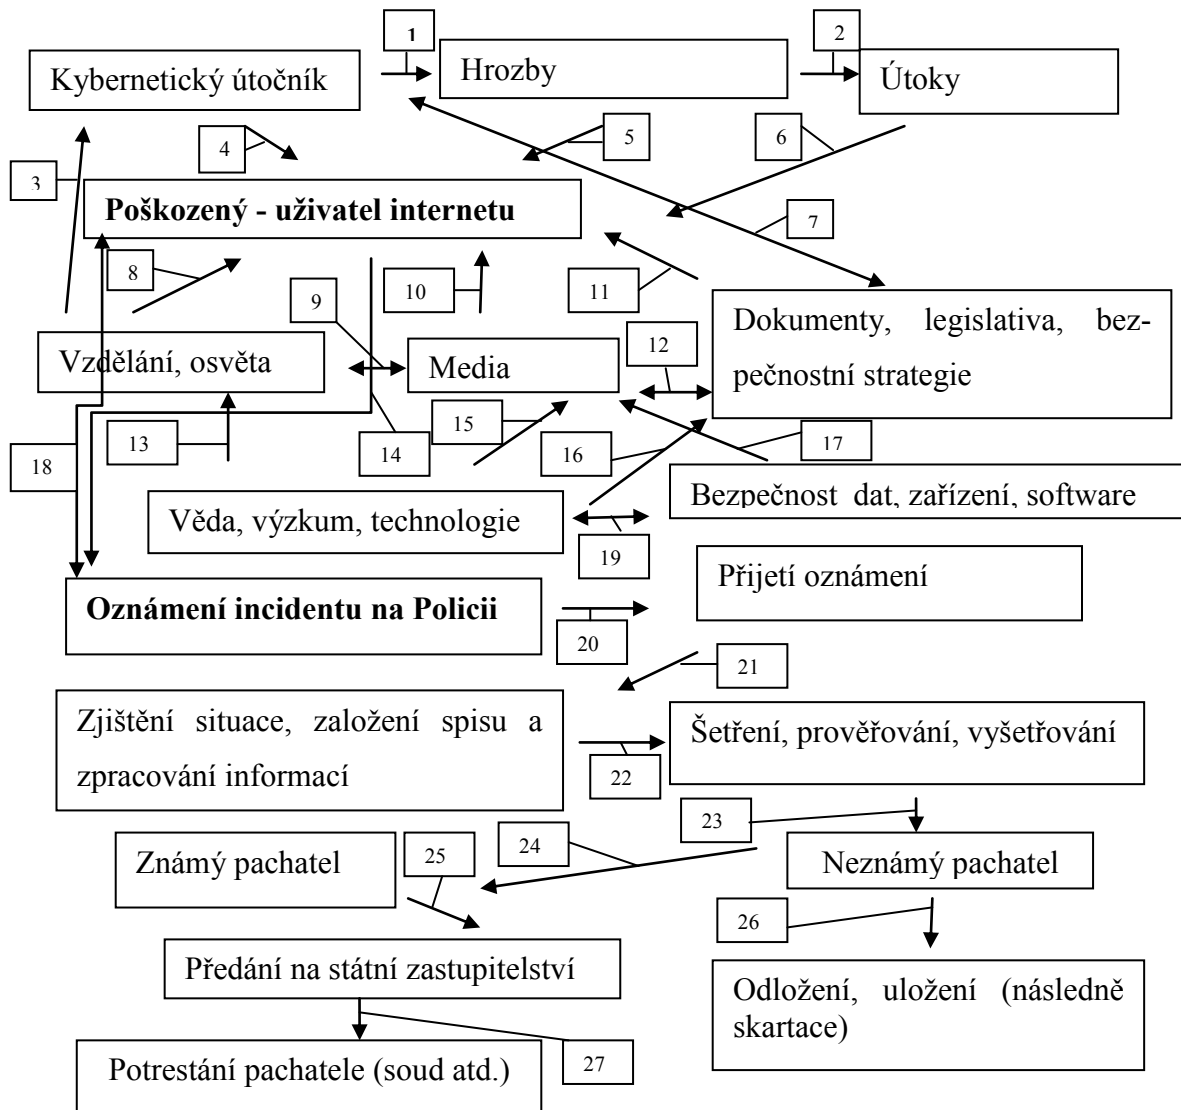 1
2
Kybernetický útočník
Hrozby
Útoky
3
4
5
6
Poškozený - uživatel internetu
7
8
9
10
11
Dokumenty, legislativa, bez-
pečnostní strategie
Vzdělání, osvěta
Media
12
13
14
15
16
17
18
Bezpečnost dat, zařízení, software
Věda, výzkum, technologie
19
Přijetí oznámení
Oznámení incidentu na Policii
20
21
Zjištění situace, založení spisu a
zpracování informací
22
Šetření, prověřování, vyšetřování
23
24
25
Známý pachatel
Neznámý pachatel
26
Předání na státní zastupitelství
Odložení, uložení (následně
skartace)
27
Potrestání pachatele (soud atd.)